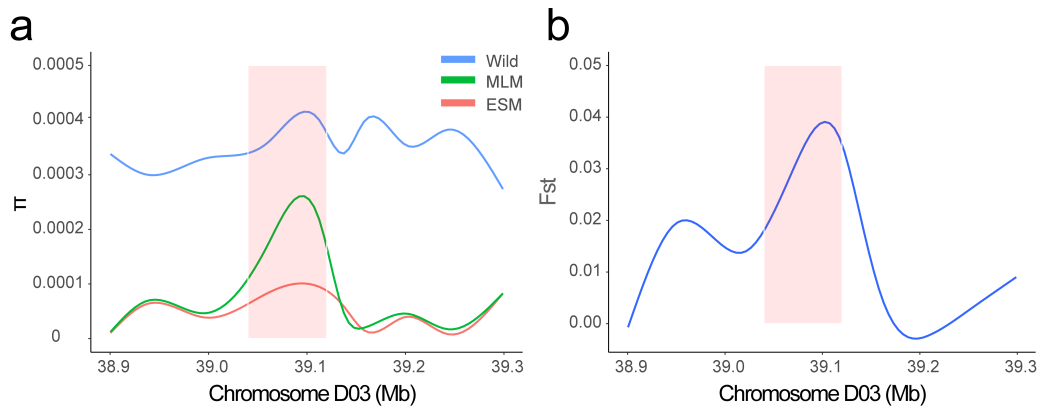 a
0.0005
0.0004
0.0003
0.0002
0.0001
0
π
38.9 39.0 39.1 39.2 39.3
Chromosome D03 (Mb)
Wild
MLM
ESM
b
0.05
0.04
0.03
0.02
0.01
0.00
Fst
38.9 39.0 39.1 39.2 39.3
Chromosome D03 (Mb)